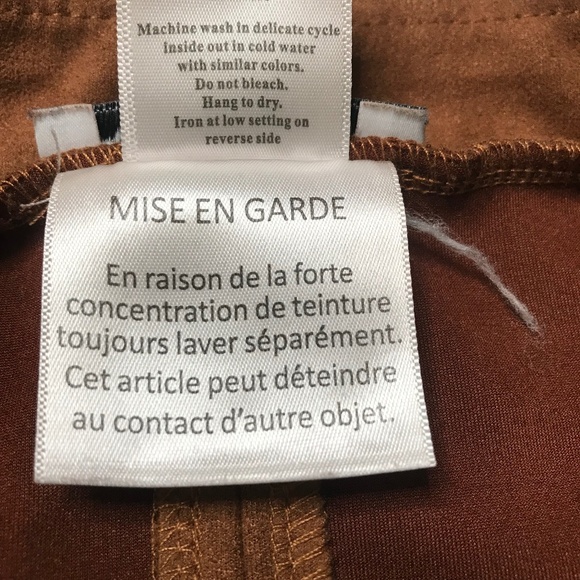 Machine wash in delicate cycle
inside out in cold water
with similar colors.
Do not bleach.
Hang to dry.
Iron at low setting on
reverse side
MISE EN GARDE
En raison de la forte
concentration de teinture
toujours laver séparément.
Cet article peut déteindre
au contact d'autre objet.